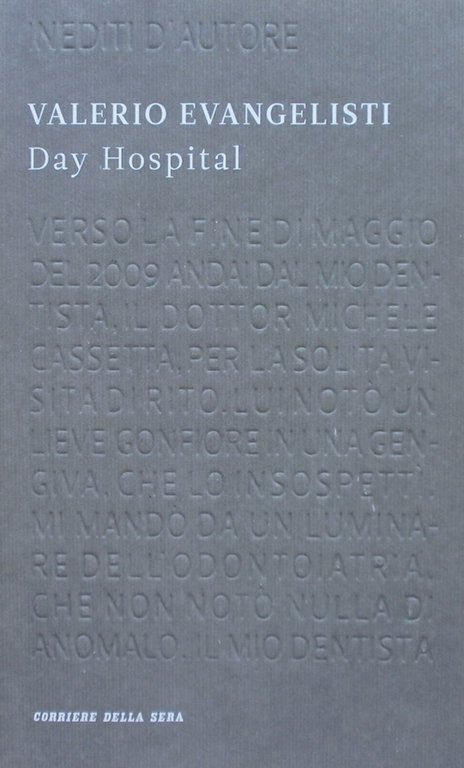 INEDITI D'AUTORE
VALERIO EVANGELISTI
Day Hospital
VERSO LA FINE DI MAGGIO
DEL 2009 ANDAI DAL MIO DEN-
TISTA, IL DOTTOR MICHELE
CASSETTA, PER LA SOLITA VI-
SITA DI RITO. LUI NOTÒ UN
LIEVE GONFIORE IN UNA GEN-
GIVA, CHE LO INSOSPETTÌ.
MI MANDÒ DA UN LUMINA-
RE DELL'ODONTOIATRIA,
CHE NON NOTÒ NULLA DI
ANOMALO. IL MIO DENTISTA
CORRIERE DELLA SERA